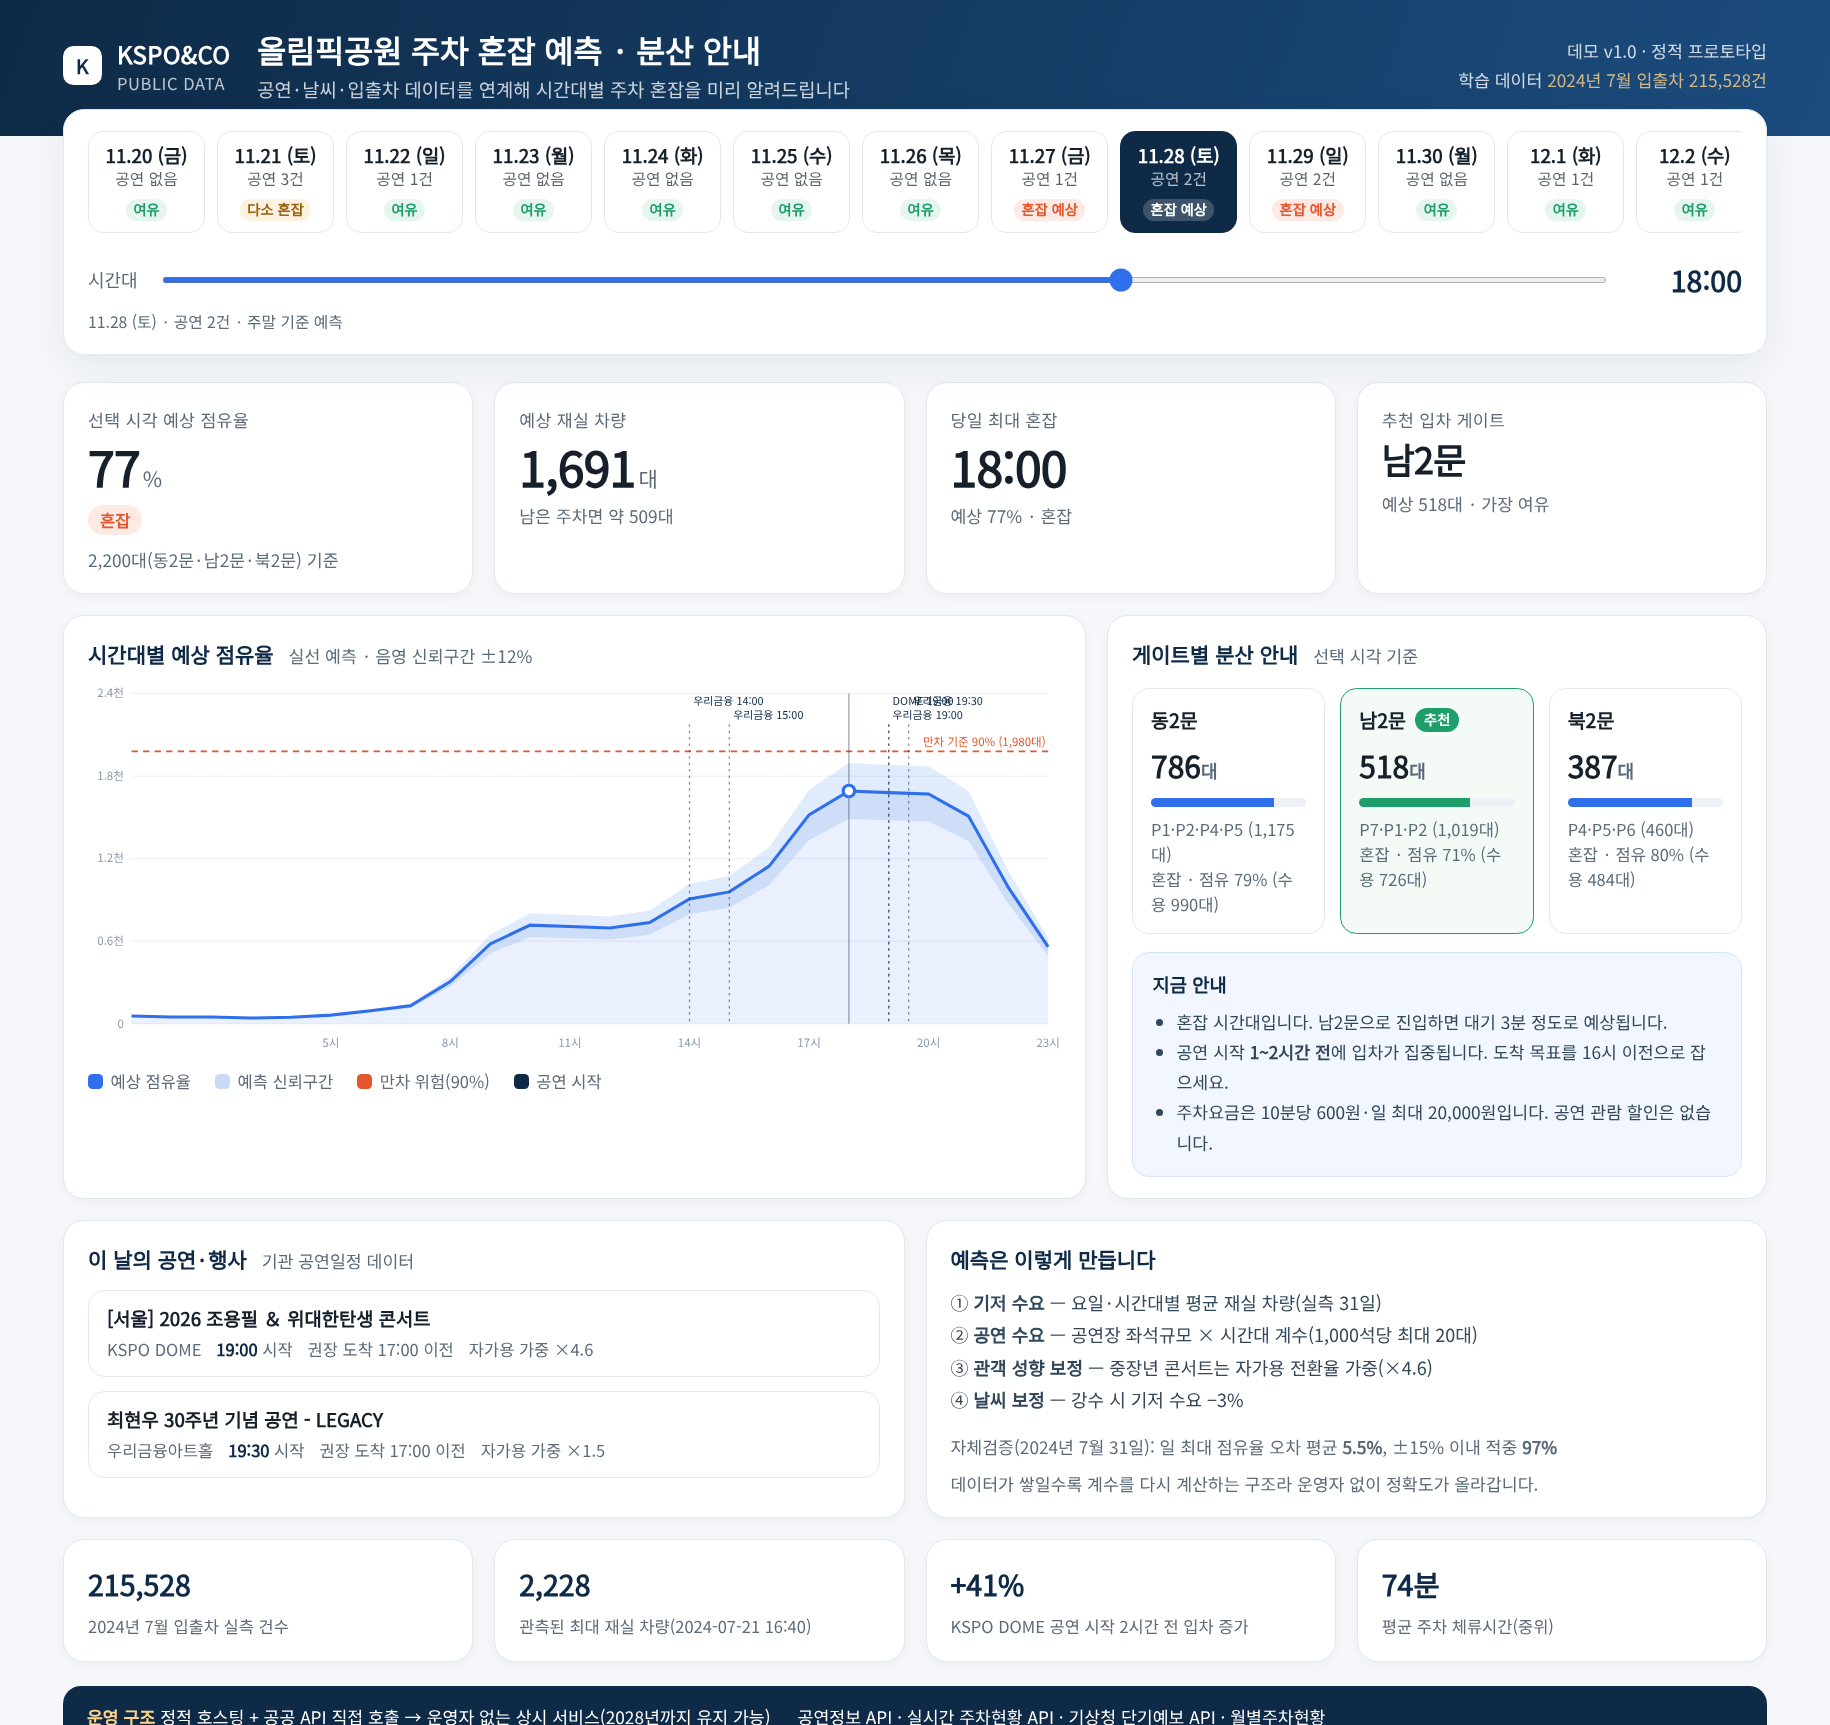 K
KSPO&CO
PUBLIC DATA
올림픽공원 주차 혼잡 예측 · 분산 안내
공연·날씨·입출차 데이터를 연계해 시간대별 주차 혼잡을 미리 알려드립니다
데모 v1.0 · 정적 프로토타입
학습 데이터 2024년 7월 입출차 215,528건
11.20 (금)
공연 없음
여유
11.21 (토)
공연 3건
다소 혼잡
11.22 (일)
공연 1건
여유
11.23 (월)
공연 없음
여유
11.24 (화)
공연 없음
여유
11.25 (수)
공연 없음
여유
11.26 (목)
공연 없음
여유
11.27 (금)
공연 1건
혼잡 예상
11.28 (토)
공연 2건
혼잡 예상
11.29 (일)
공연 2건
혼잡 예상
11.30 (월)
공연 없음
여유
12.1 (화)
공연 1건
여유
12.2 (수)
공연 1건
여유
시간대
18:00
11.28 (토) · 공연 2건 · 주말 기준 예측
선택 시각 예상 점유율
77%
혼잡
2,200대(동2문·남2문·북2문) 기준
예상 재실 차량
1,691대
남은 주차면 약 509대
당일 최대 혼잡
18:00
예상 77% · 혼잡
추천 입차 게이트
남2문
예상 518대 · 가장 여유
시간대별 예상 점유율 실선 예측 · 음영 신뢰구간 ±12%
2.4천
1.8천
1.2천
0.6천
0
우리금융 14:00
우리금융 15:00
DOME 19:00
우리금융 19:30
우리금융 19:00
만차 기준 90% (1,980대)
5시
8시
11시
14시
17시
20시
23시
예상 점유율
예측 신뢰구간
만차 위험(90%)
공연 시작
게이트별 분산 안내 선택 시각 기준
동2문
786대
P1·P2·P4·P5 (1,175
대)
혼잡 · 점유 79% (수
용 990대)
남2문 추천
518대
P7·P1·P2 (1,019대)
혼잡 · 점유 71% (수
용 726대)
북2문
387대
P4·P5·P6 (460대)
혼잡 · 점유 80% (수
용 484대)
지금 안내
혼잡 시간대입니다. 남2문으로 진입하면 대기 3분 정도로 예상됩니다.
공연 시작 1~2시간 전에 입차가 집중됩니다. 도착 목표를 16시 이전으로 잡
으세요.
주차요금은 10분당 600원·일 최대 20,000원입니다. 공연 관람 할인은 없습
니다.
이 날의 공연·행사 기관 공연일정 데이터
[서울] 2026 조용필 & 위대한탄생 콘서트
KSPO DOME 19:00 시작 권장 도착 17:00 이전 자가용 가중 ×4.6
최현우 30주년 기념 공연 - LEGACY
우리금융아트홀 19:30 시작 권장 도착 17:00 이전 자가용 가중 ×1.5
예측은 이렇게 만듭니다
① 기저 수요 — 요일·시간대별 평균 재실 차량(실측 31일)
② 공연 수요 — 공연장 좌석규모 × 시간대 계수(1,000석당 최대 20대)
③ 관객 성향 보정 — 중장년 콘서트는 자가용 전환율 가중(×4.6)
④ 날씨 보정 — 강수 시 기저 수요 −3%
자체검증(2024년 7월 31일): 일 최대 점유율 오차 평균 5.5%, ±15% 이내 적중 97%
데이터가 쌓일수록 계수를 다시 계산하는 구조라 운영자 없이 정확도가 올라갑니다.
215,528
2024년 7월 입출차 실측 건수
2,228
관측된 최대 재실 차량(2024-07-21 16:40)
+41%
KSPO DOME 공연 시작 2시간 전 입차 증가
74분
평균 주차 체류시간(중위)
운영 구조 정적 호스팅 + 공공 API 직접 호출 → 운영자 없는 상시 서비스(2028년까지 유지 가능) 공연정보 API · 실시간 주차현황 API · 기상청 단기예보 API · 월별주차현황